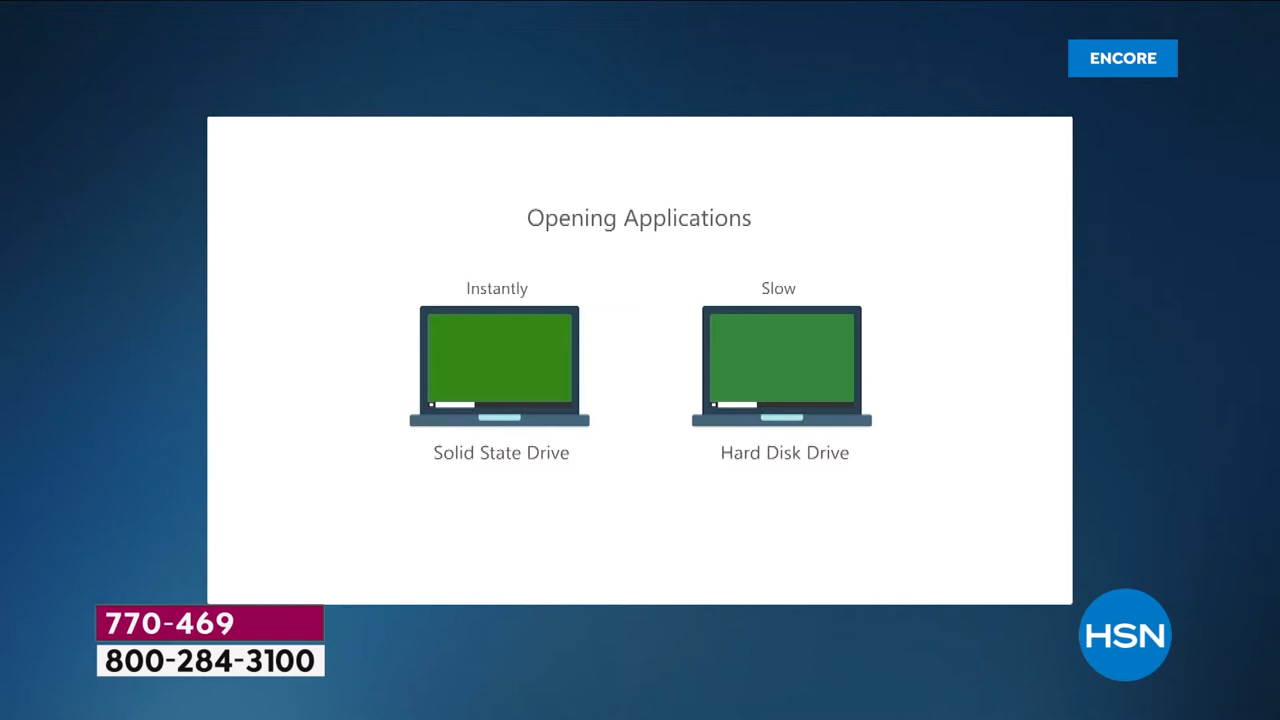 ENCORE
Opening Applications
Instantly
Slow
Solid State Drive
Hard Disk Drive
770-469
800-284-3100
HSN